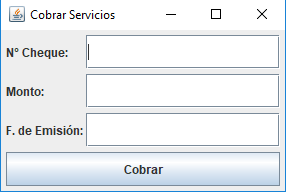 Cobrar Servicios
N° Cheque:
Monto:
F. de Emisión:
Cobrar